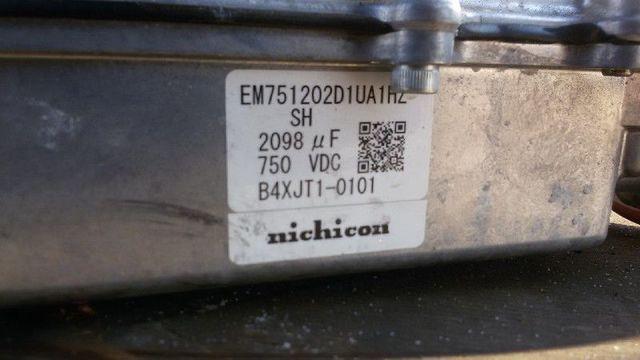 EM751202D1UA1HZ
SH
2098 μF
750 VDC
B4XJT1-0101
nichicon